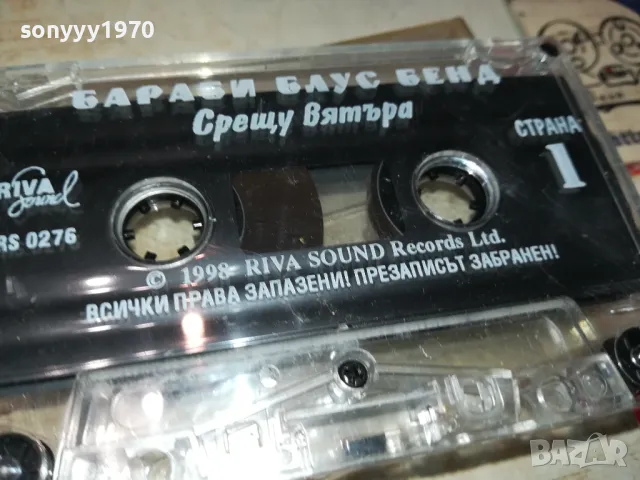 sonyyy1970
БАРАБИ БЛУС БЕНД
Срещу вятъра
СТРАНА
1
RIVA
Sound
RS 0276
© 1998 RIVA SOUND Records Ltd.
ВСИЧКИ ПРАВА ЗАПАЗЕНИ! ПРЕЗАПИСЪТ ЗАБРАНЕН!
BAZAR